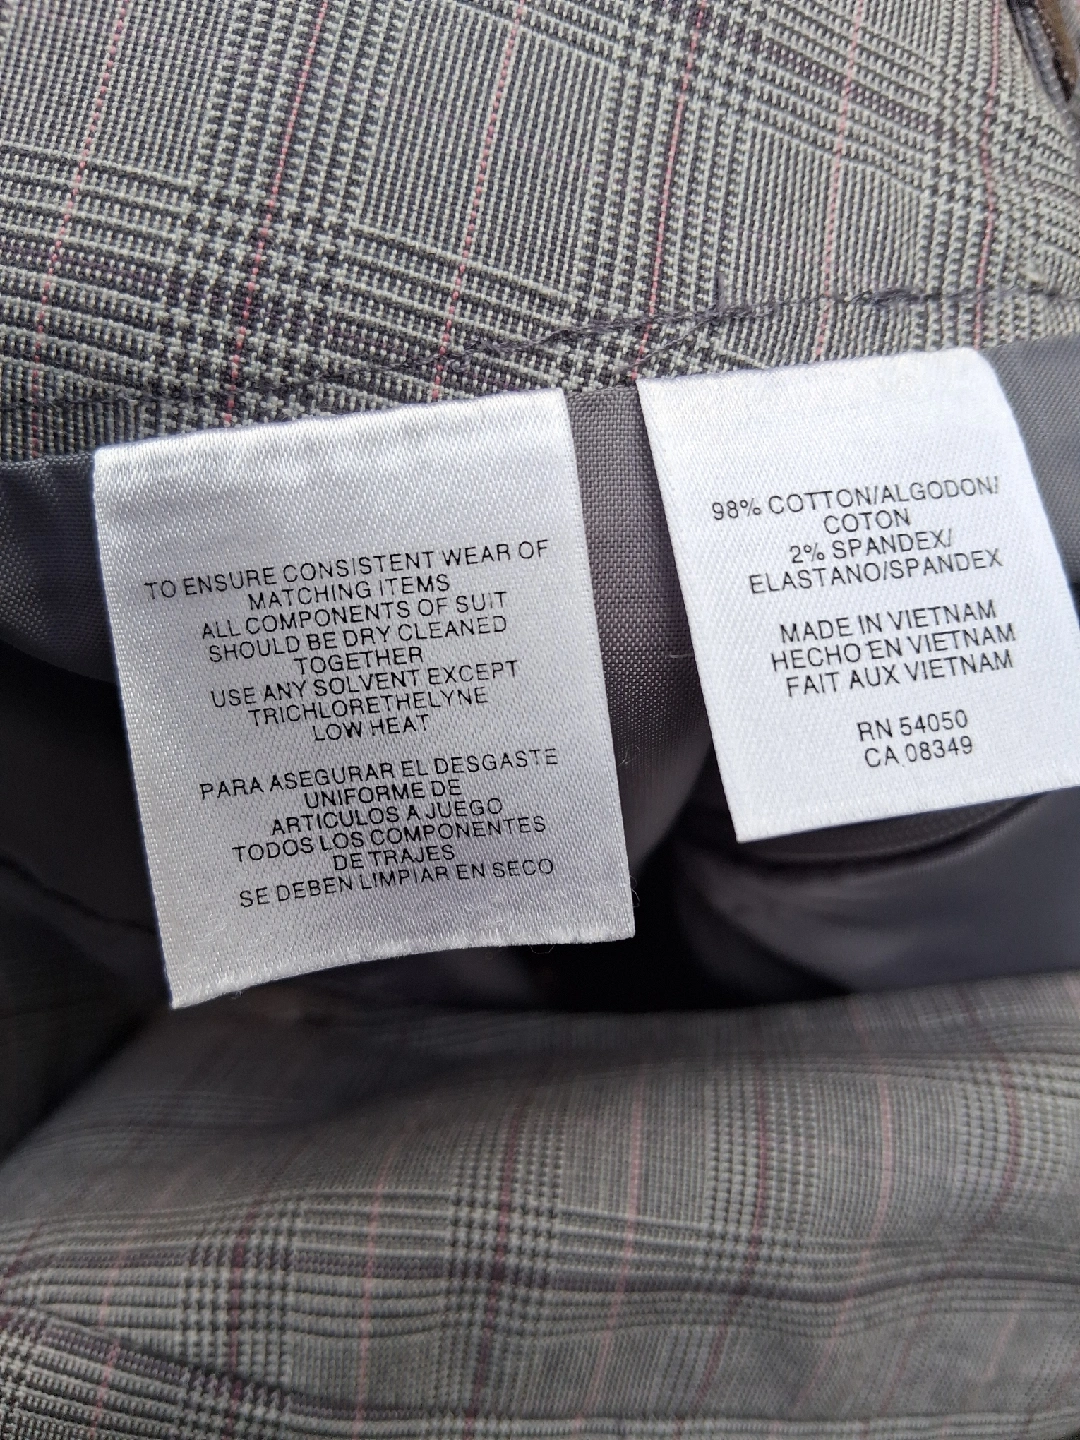 TO ENSURE CONSISTENT WEAR OF
MATCHING ITEMS
ALL COMPONENTS OF SUIT
SHOULD BE DRY CLEANED
TOGETHER
USE ANY SOLVENT EXCEPT
TRICHLORETHELYNE
LOW HEAT
PARA ASEGURAR EL DESGASTE
UNIFORME DE
ARTICULOS A JUEGO
TODOS LOS COMPONENTES
DE TRAJES
SE DEBEN LIMPIAR EN SECO
98% COTTON/ALGODON/
COTON
2% SPANDEX/
ELASTANO/SPANDEX
MADE IN VIETNAM
HECHO EN VIETNAM
FAIT AUX VIETNAM
RN 54050
CA 08349